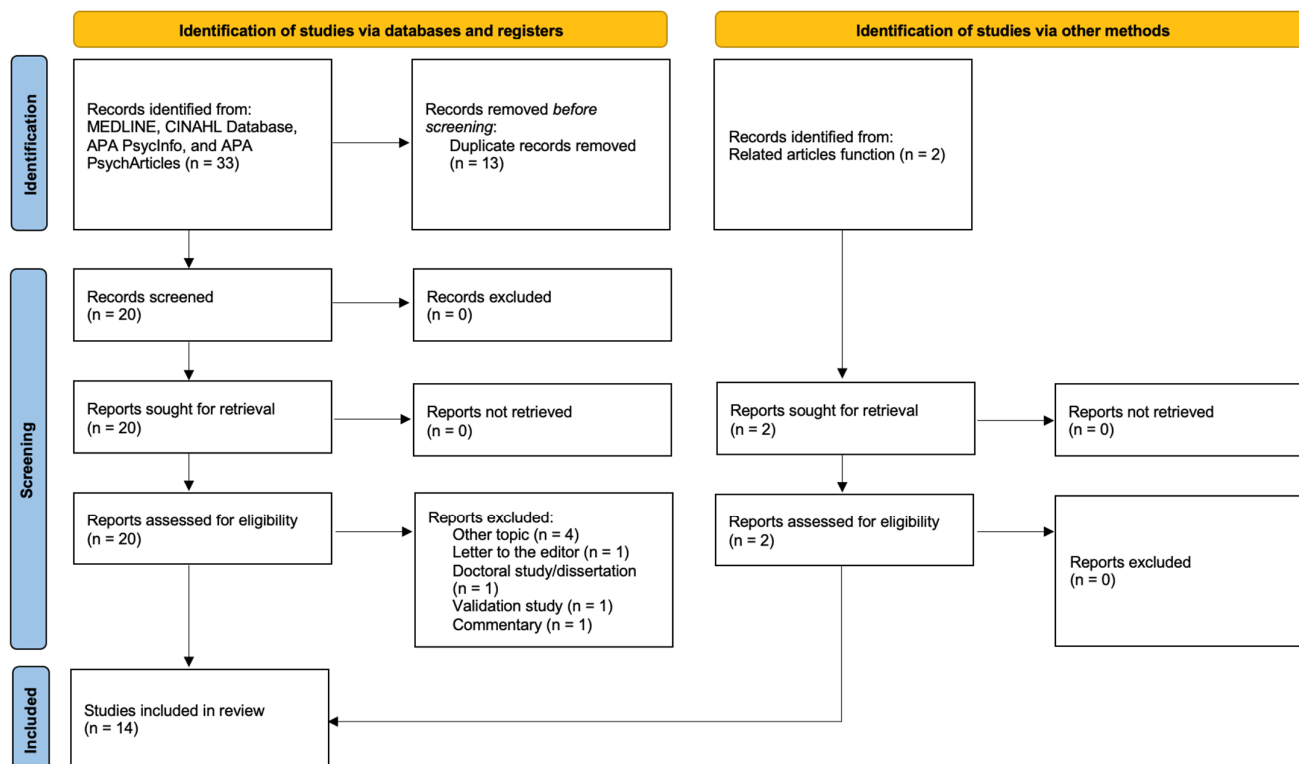 Identification of studies via databases and registers
Identification of studies via other methods
Identification
Records identified from:
MEDLINE, CINAHL Database,
APA PsycInfo, and APA
PsychArticles (n = 33)
Records removed before
screening:
Duplicate records removed
(n = 13)
Records identified from:
Related articles function (n = 2)
Screening
Records screened
(n = 20)
Records excluded
(n = 0)
Reports sought for retrieval
(n = 20)
Reports not retrieved
(n = 0)
Reports sought for retrieval
(n = 2)
Reports not retrieved
(n = 0)
Reports assessed for eligibility
(n = 20)
Reports excluded:
Other topic (n = 4)
Letter to the editor (n = 1)
Doctoral study/dissertation
(n = 1)
Validation study (n = 1)
Commentary (n = 1)
Reports assessed for eligibility
(n = 2)
Reports excluded
(n = 0)
Included
Studies included in review
(n = 14)